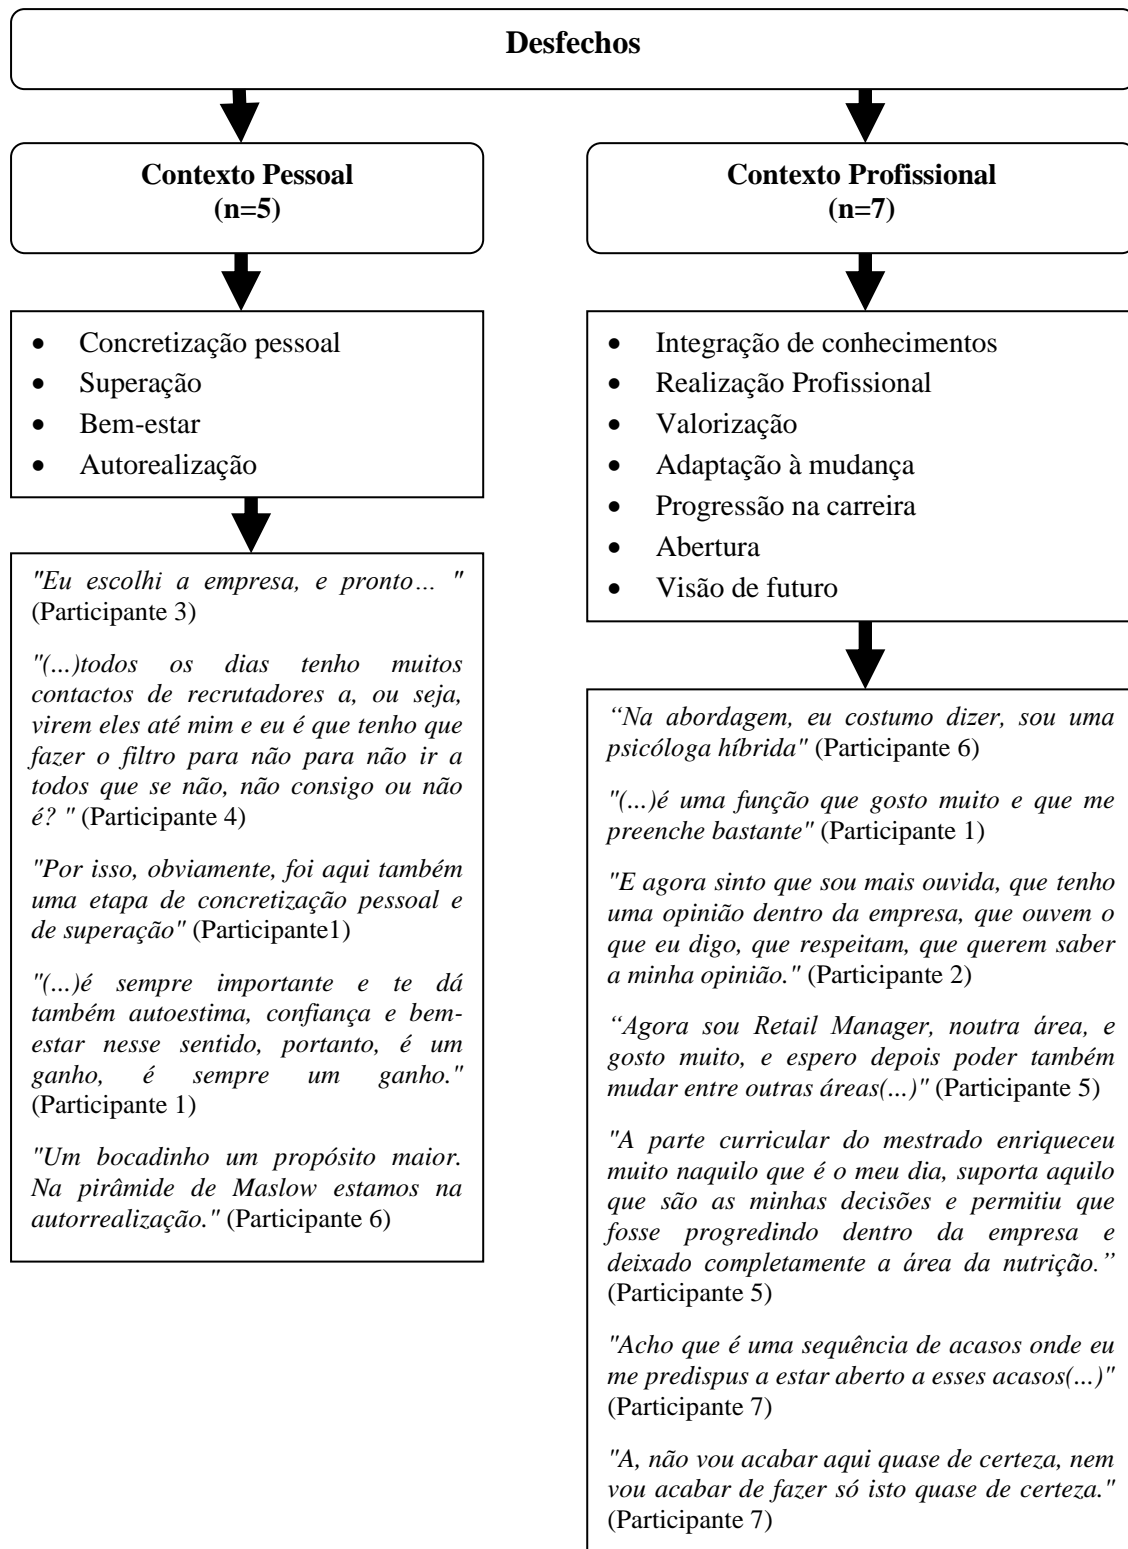 Desfechos
Contexto Pessoal
(n=5)
• Concretização pessoal
• Superação
• Bem-estar
• Autorealização
"Eu escolhi a empresa, e pronto… "
(Participante 3)
"(...)todos os dias tenho muitos
contactos de recrutadores a, ou seja,
virem eles até mim e eu é que tenho que
fazer o filtro para não para não ir a
todos que se não, não consigo ou não
é? " (Participante 4)
"Por isso, obviamente, foi aqui também
uma etapa de concretização pessoal e
de superação" (Participante1)
"(...)é sempre importante e te dá
também autoestima, confiança e bem-
estar nesse sentido, portanto, é um
ganho, é sempre um ganho."
(Participante 1)
"Um bocadinho um propósito maior.
Na pirâmide de Maslow estamos na
autorrealização." (Participante 6)
Contexto Profissional
(n=7)
• Integração de conhecimentos
• Realização Profissional
• Valorização
• Adaptação à mudança
• Progressão na carreira
• Abertura
• Visão de futuro
“Na abordagem, eu costumo dizer, sou uma
psicóloga híbrida" (Participante 6)
"(...)é uma função que gosto muito e que me
preenche bastante" (Participante 1)
"E agora sinto que sou mais ouvida, que tenho
uma opinião dentro da empresa, que ouvem o
que eu digo, que respeitam, que querem saber
a minha opinião." (Participante 2)
“Agora sou Retail Manager, noutra área, e
gosto muito, e espero depois poder também
mudar entre outras áreas(...)" (Participante 5)
"A parte curricular do mestrado enriqueceu
muito naquilo que é o meu dia, suporta aquilo
que são as minhas decisões e permitiu que
fosse progredindo dentro da empresa e
deixado completamente a área da nutrição.”
(Participante 5)
"Acho que é uma sequência de acasos onde eu
me predispus a estar aberto a esses acasos(...)"
(Participante 7)
"A, não vou acabar aqui quase de certeza, nem
vou acabar de fazer só isto quase de certeza."
(Participante 7)